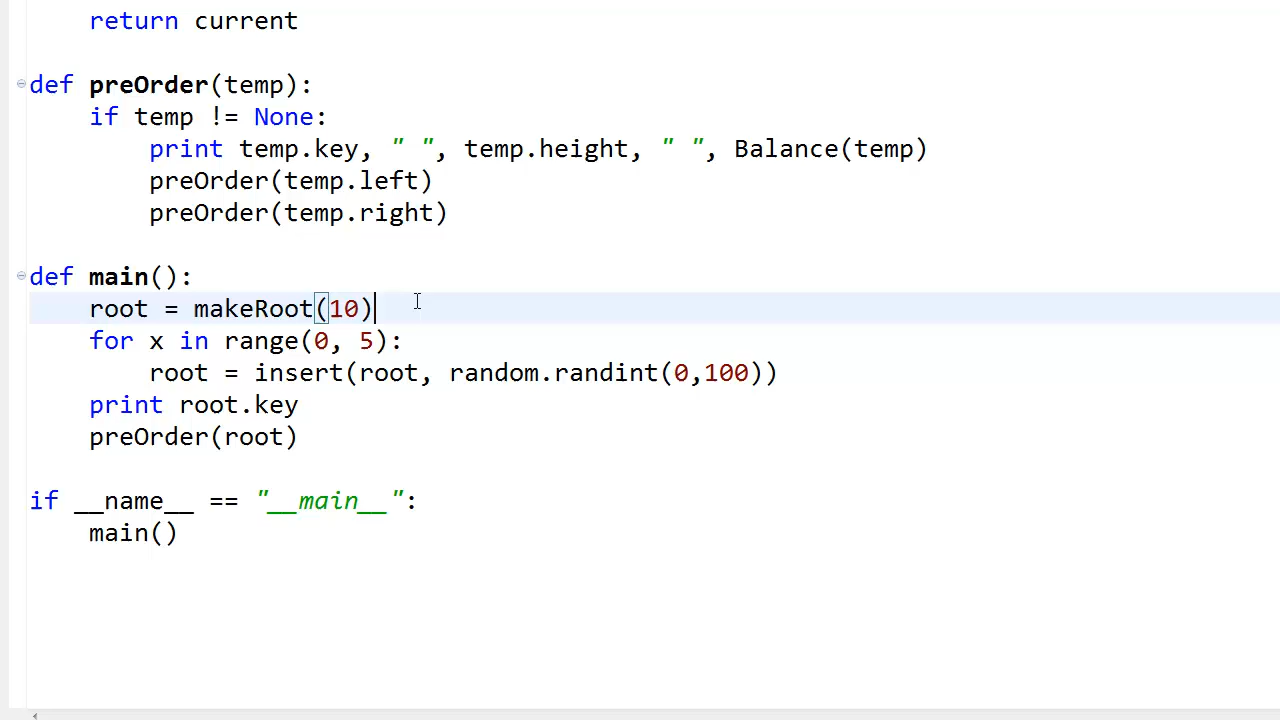 return current
def preOrder(temp):
    if temp != None:
        print temp.key, " ", temp.height, " ", Balance(temp)
        preOrder(temp.left)
        preOrder(temp.right)
def main():
    root = makeRoot(10)
    for x in range(0, 5):
        root = insert(root, random.randint(0,100))
    print root.key
    preOrder(root)
if __name__ == "__main__":
    main()